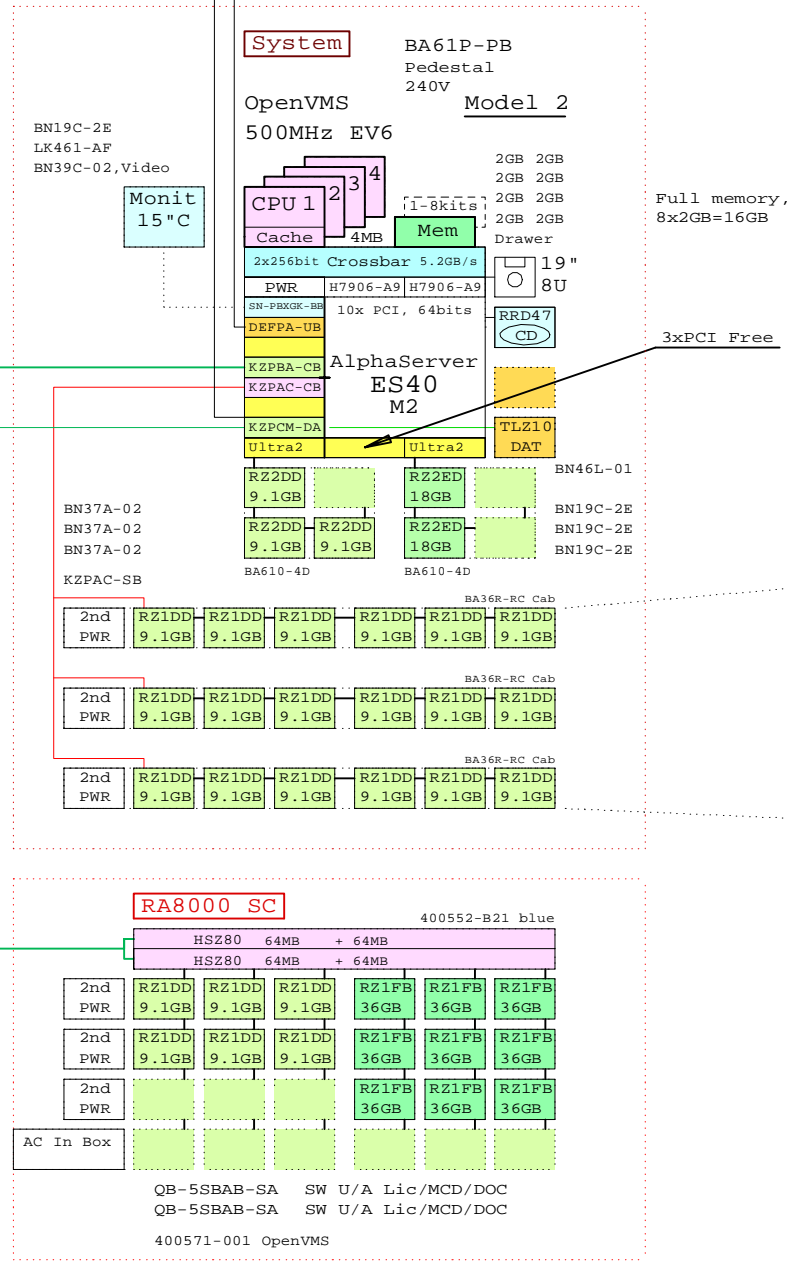 System
BA61P-PB
Pedestal
240V
OpenVMS
Model 2
500MHz EV6
BN19C-2E
LK461-AF
BN39C-02,Video
Monit
15"C
CPU 1 2 3 4
Cache
4MB
1-8kits
Mem
2GB 2GB
2GB 2GB
2GB 2GB
2GB 2GB
Drawer
Full memory,
8x2GB=16GB
2x256bit Crossbar 5.2GB/s
19"
8U
PWR
H7906-A9
H7906-A9
SN-PBXGK-BB
10x PCI, 64bits
RRD47
CD
DEFPA-UB
3xPCI Free
KZPBA-CB
AlphaServer
KZPAC-CB
ES40
M2
KZPCM-DA
TLZ10
DAT
Ultra2
Ultra2
BN46L-01
RZ2DD
9.1GB
RZ2ED
18GB
BN37A-02
BN37A-02
BN37A-02
RZ2DD RZ2DD
9.1GB 9.1GB
RZ2ED
18GB
BN19C-2E
BN19C-2E
BN19C-2E
BA610-4D
BA610-4D
KZPAC-SB
BA36R-RC Cab
2nd RZ1DD RZ1DD RZ1DD RZ1DD RZ1DD RZ1DD
PWR 9.1GB 9.1GB 9.1GB 9.1GB 9.1GB 9.1GB
BA36R-RC Cab
2nd RZ1DD RZ1DD RZ1DD RZ1DD RZ1DD RZ1DD
PWR 9.1GB 9.1GB 9.1GB 9.1GB 9.1GB 9.1GB
BA36R-RC Cab
2nd RZ1DD RZ1DD RZ1DD RZ1DD RZ1DD RZ1DD
PWR 9.1GB 9.1GB 9.1GB 9.1GB 9.1GB 9.1GB
RA8000 SC
400552-B21 blue
HSZ80 64MB + 64MB
HSZ80 64MB + 64MB
2nd RZ1DD RZ1DD RZ1DD RZ1FB RZ1FB RZ1FB
PWR 9.1GB 9.1GB 9.1GB 36GB 36GB 36GB
2nd RZ1DD RZ1DD RZ1DD RZ1FB RZ1FB RZ1FB
PWR 9.1GB 9.1GB 9.1GB 36GB 36GB 36GB
2nd RZ1FB RZ1FB RZ1FB
PWR 36GB 36GB 36GB
AC In Box
QB-5SBAB-SA SW U/A Lic/MCD/DOC
QB-5SBAB-SA SW U/A Lic/MCD/DOC
400571-001 OpenVMS